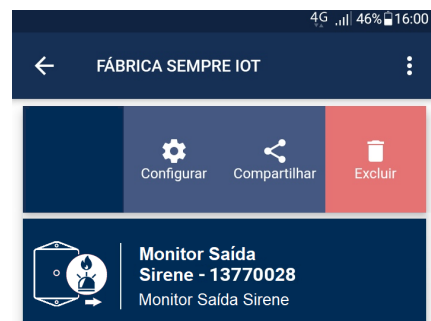 4G 46% 16:00
FÁBRICA SEMPRE IOT
Configurar Compartilhar Excluir
Monitor Saída
Sirene - 13770028
Monitor Saída Sirene